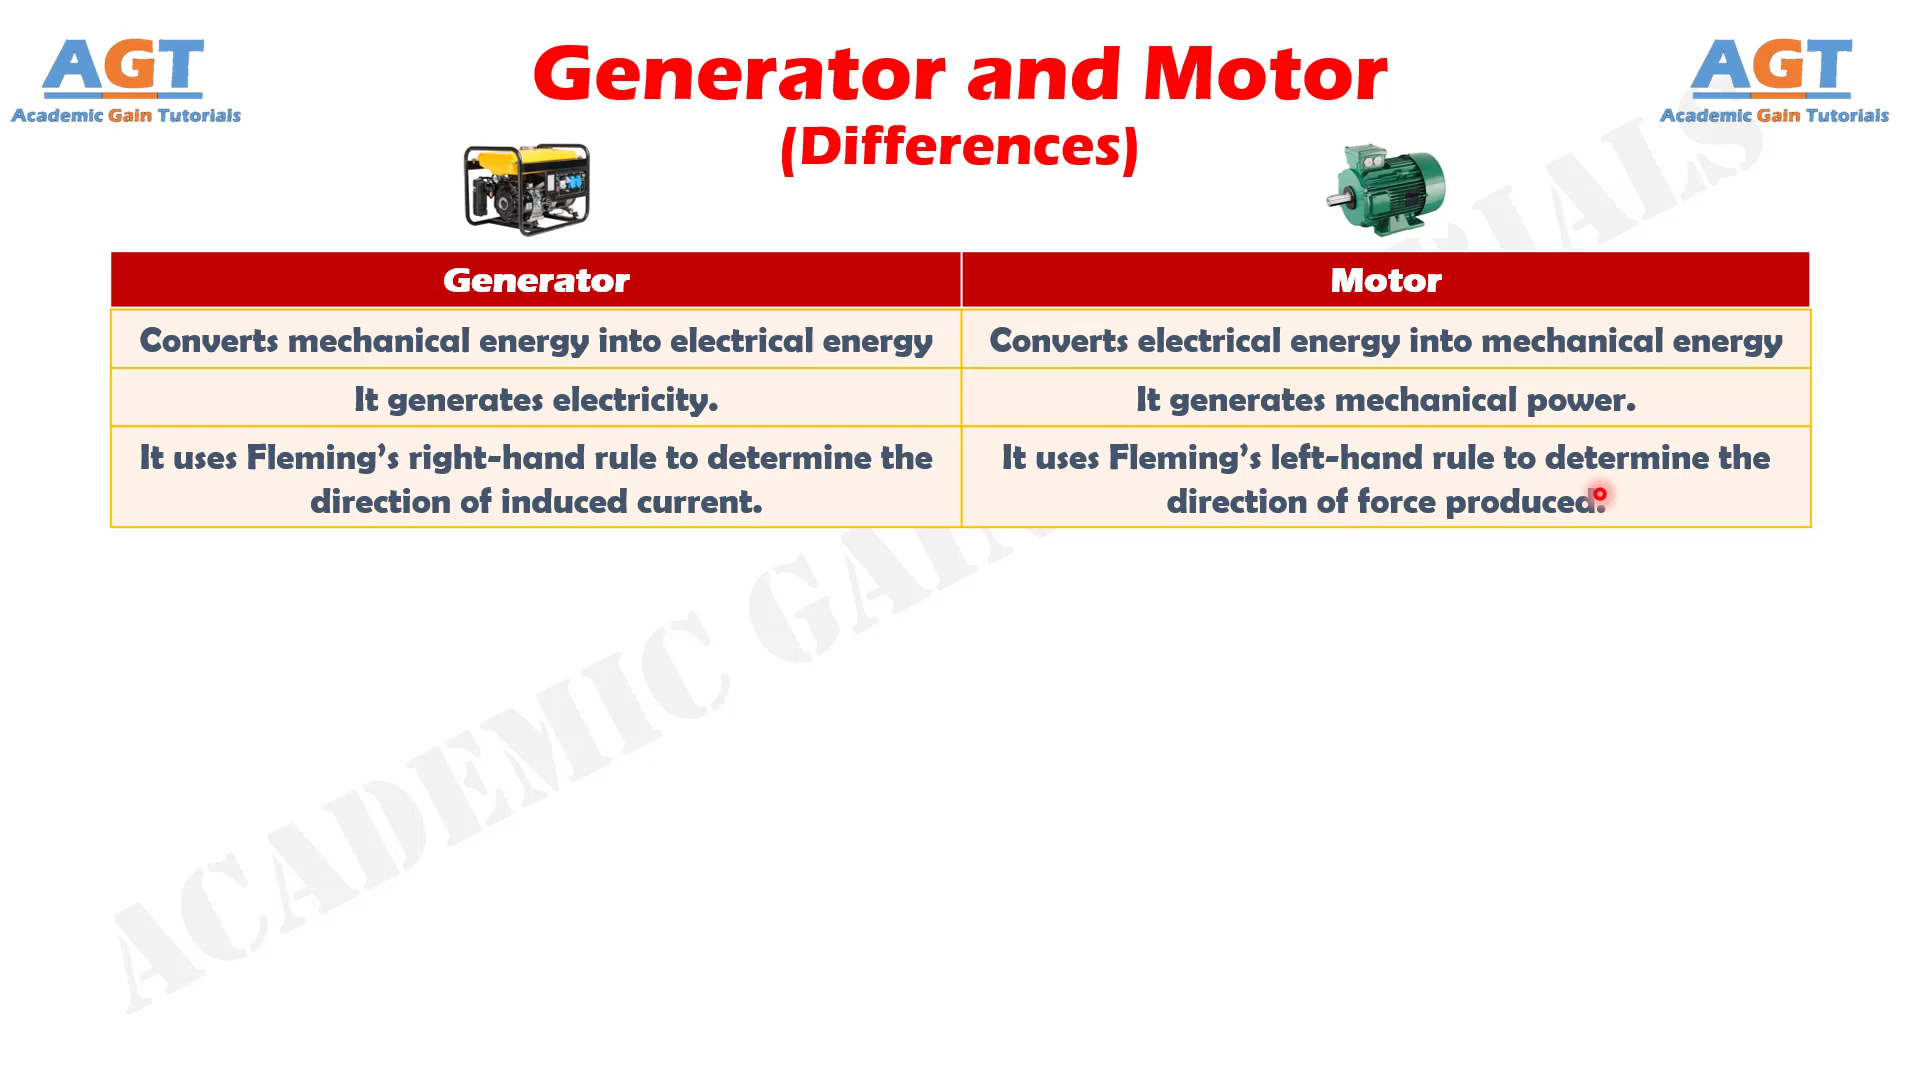 AGT
Academic Gain Tutorials
Generator and Motor
(Differences)
AGT
Academic Gain Tutorials
Generator
Motor
Converts mechanical energy into electrical energy
Converts electrical energy into mechanical energy
It generates electricity.
It generates mechanical power.
It uses Fleming’s right-hand rule to determine the
direction of induced current.
It uses Fleming’s left-hand rule to determine the
direction of force produced.
ACADEMIC GAIN